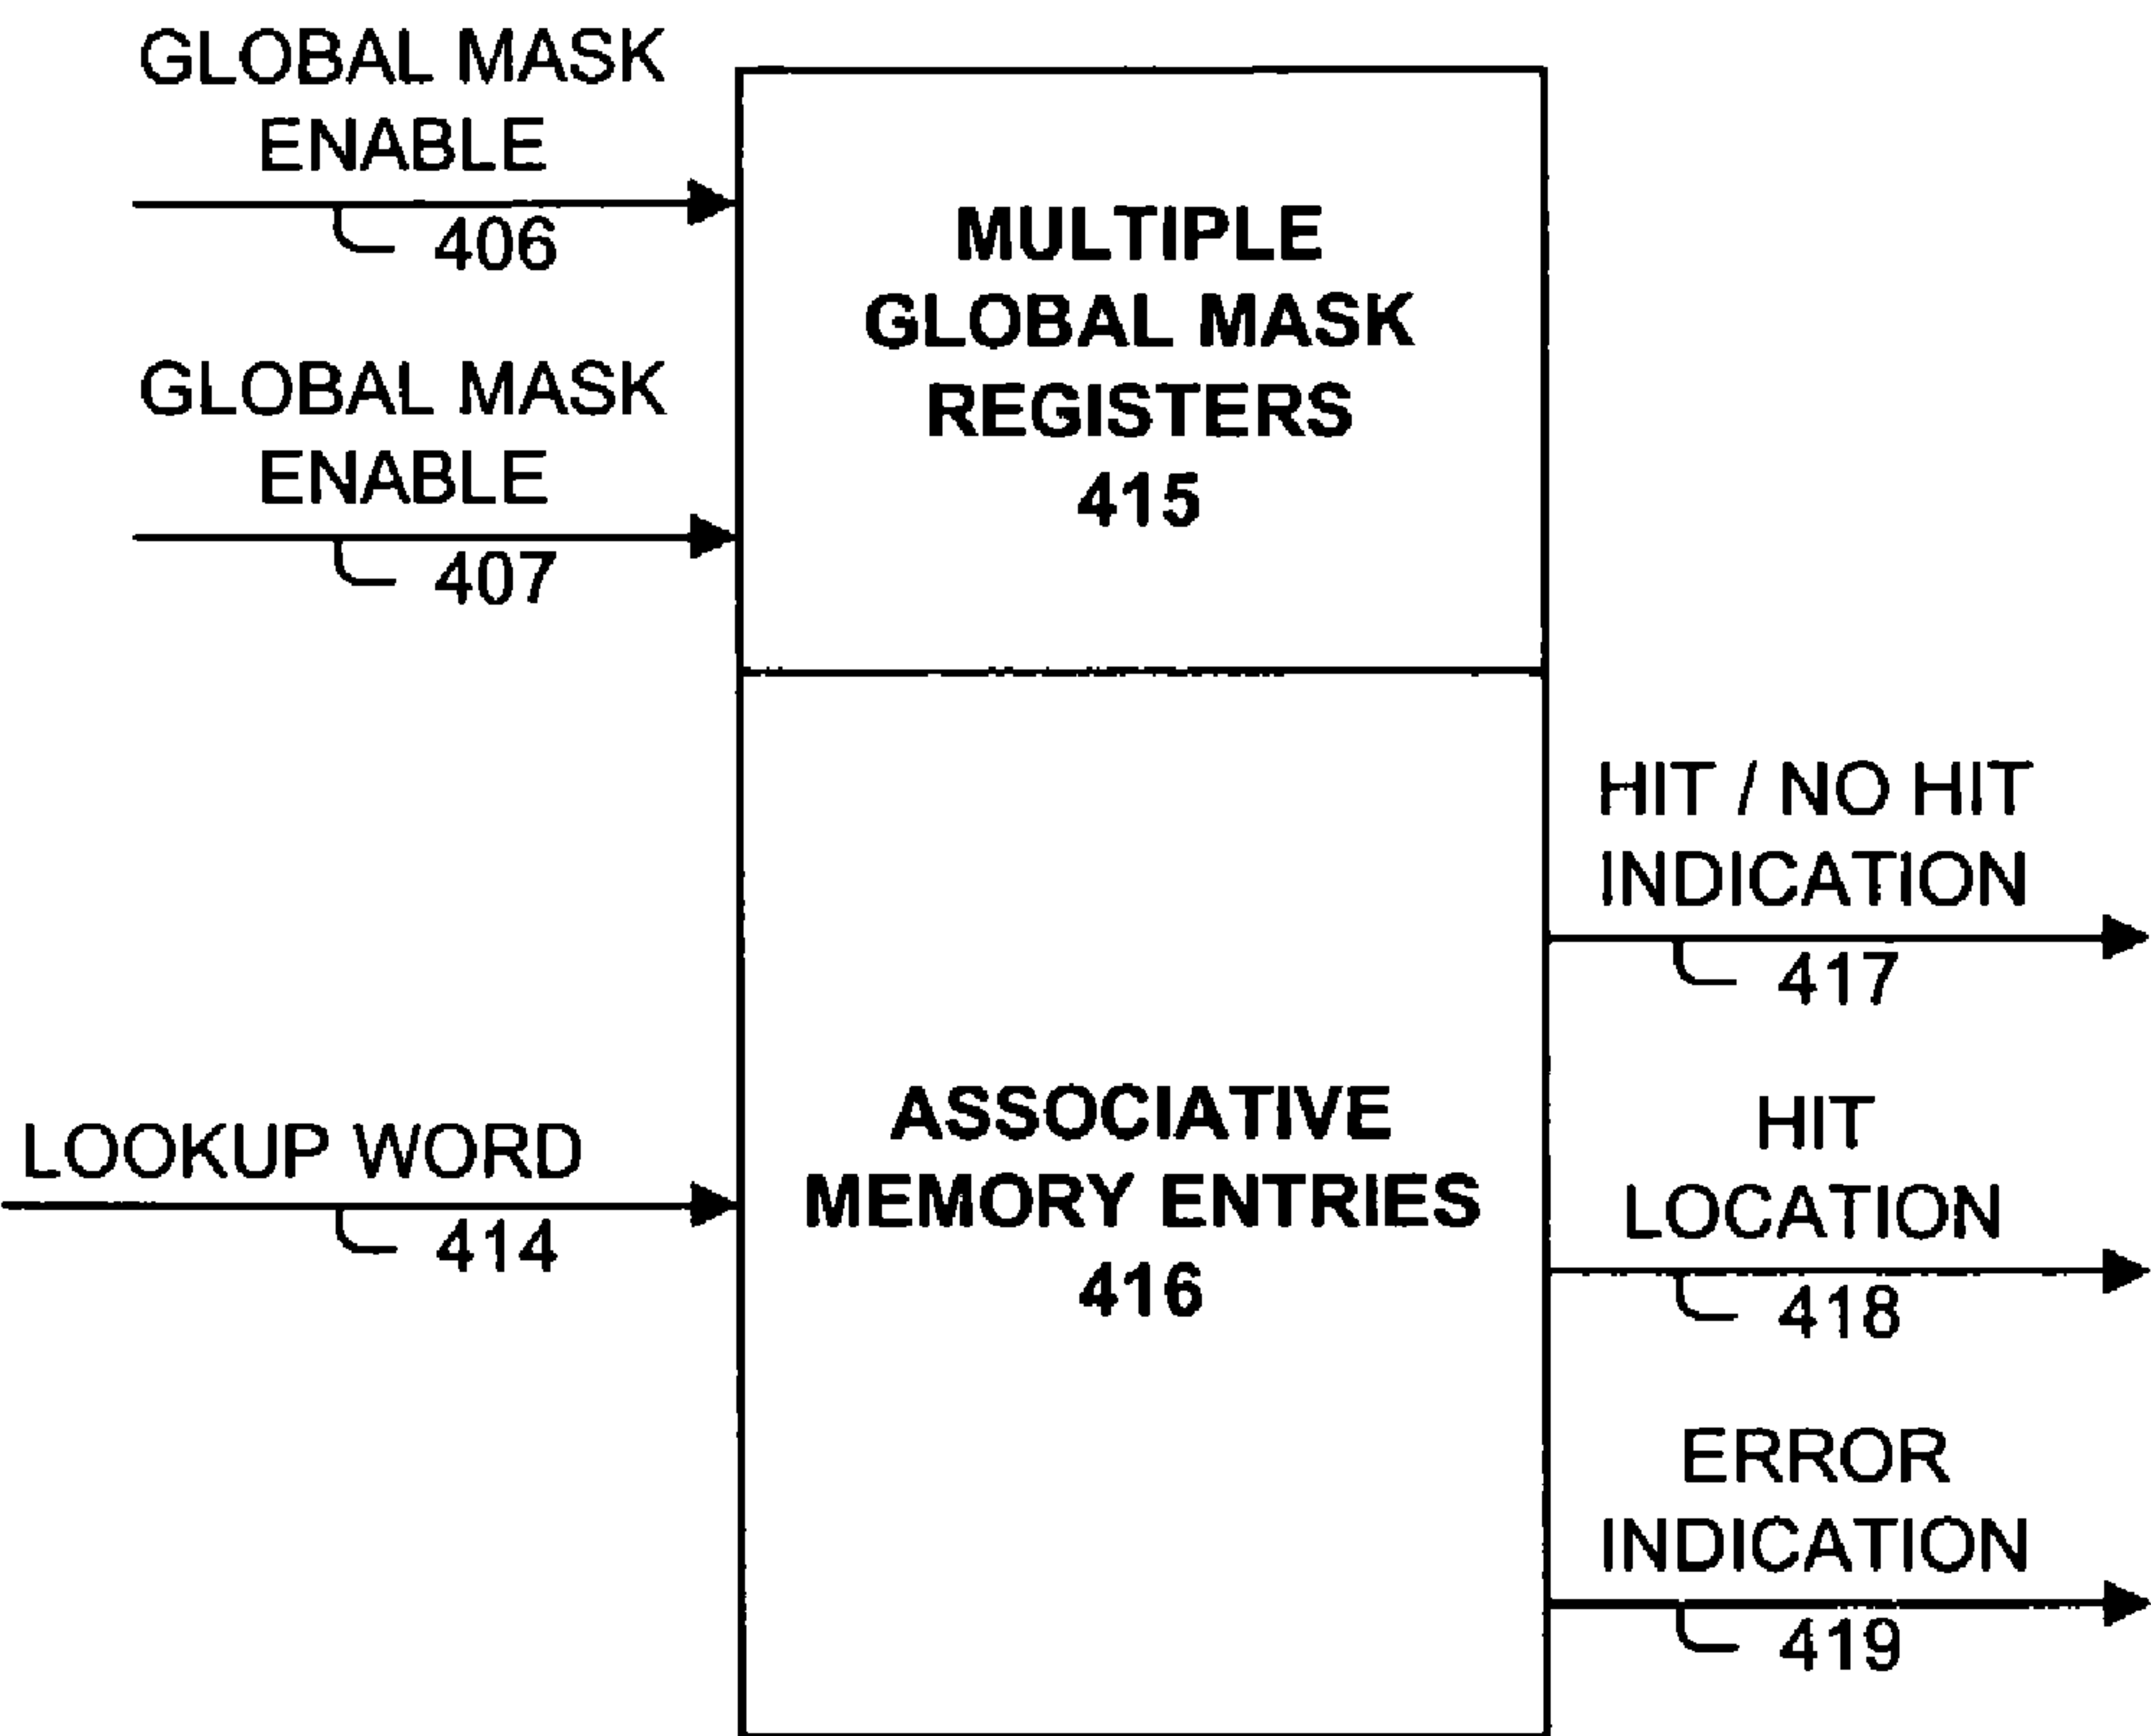 GLOBAL MASK
ENABLE
406
GLOBAL MASK
ENABLE
407
MULTIPLE
GLOBAL MASK
REGISTERS
415
LOOKUP WORD
414
ASSOCIATIVE
MEMORY ENTRIES
416
HIT / NO HIT
INDICATION
417
HIT
LOCATION
418
ERROR
INDICATION
419